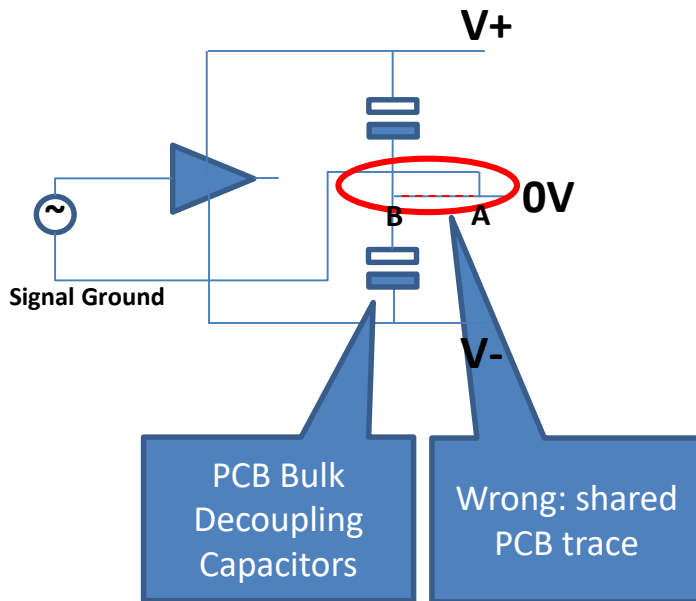 V+
~
B
A
0V
Signal Ground
V-
PCB Bulk
Decoupling
Capacitors
Wrong: shared
PCB trace